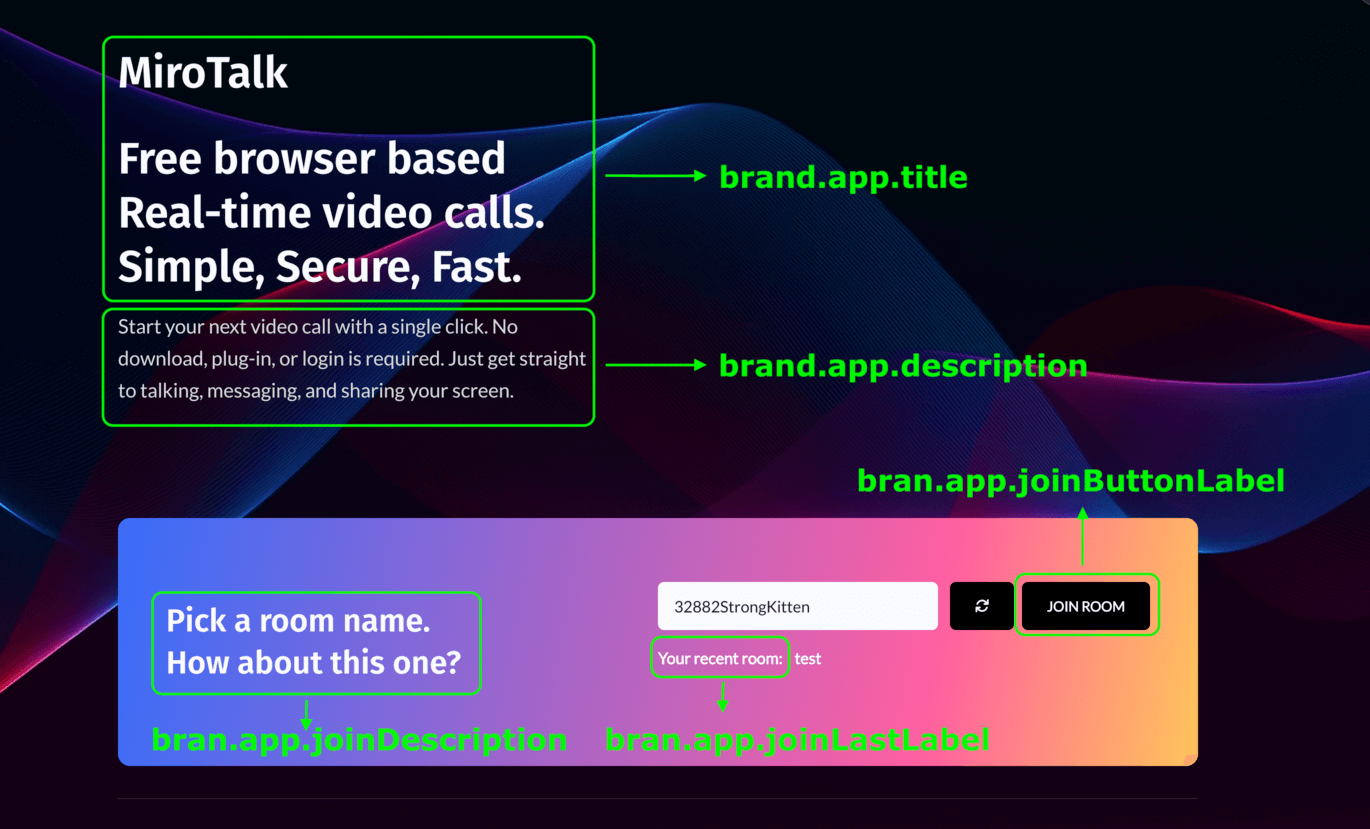 MiroTalk
Free browser based
Real-time video calls.
Simple, Secure, Fast.
brand.app.title
Start your next video call with a single click. No
download, plug-in, or login is required. Just get straight
to talking, messaging, and sharing your screen.
brand.app.description
bran.app.joinButtonLabel
Pick a room name.
How about this one?
32882StrongKitten
JOIN ROOM
Your recent room: test
bran.app.joinDescription
bran.app.joinLastLabel